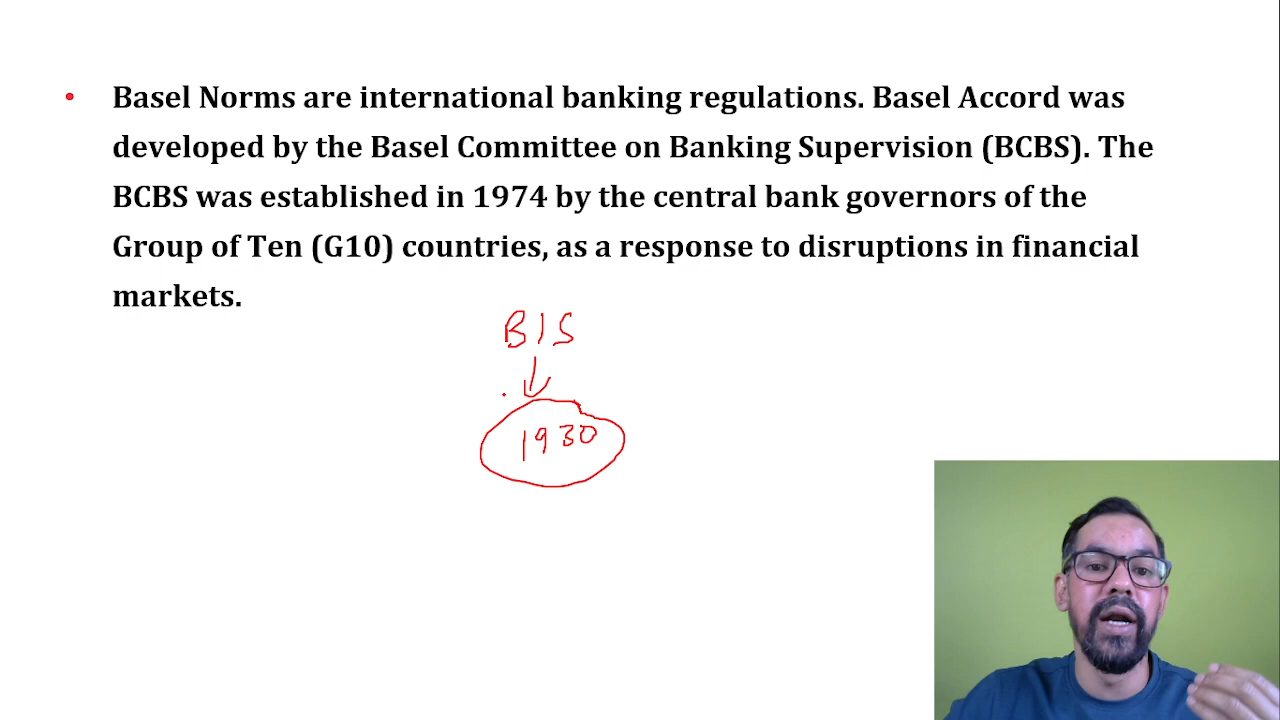 • Basel Norms are international banking regulations. Basel Accord was
developed by the Basel Committee on Banking Supervision (BCBS). The
BCBS was established in 1974 by the central bank governors of the
Group of Ten (G10) countries, as a response to disruptions in financial
markets.
BIS
1930